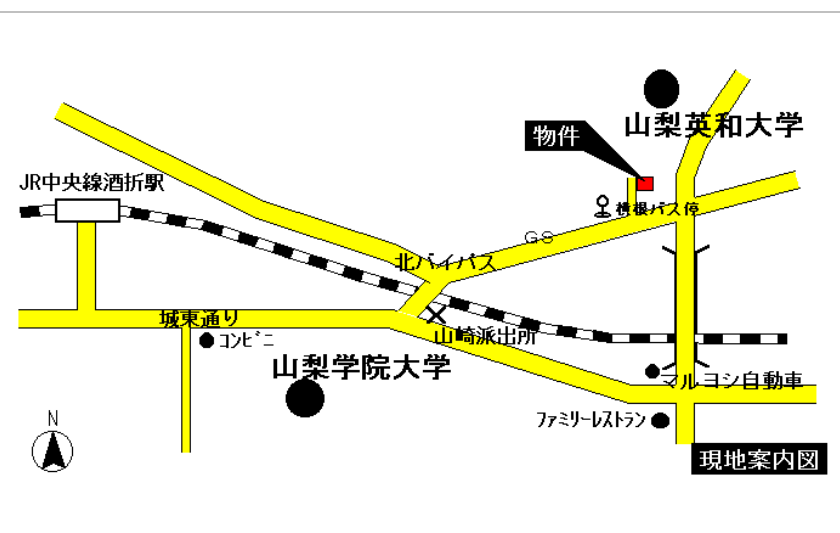 山梨英和大学
物件
JR中央線酒折駅
横根バス停
GS
北バイパス
城東通り
山崎派出所
コンビニ
山梨学院大学
マルヨシ自動車
ファミリーレストラン
N
現地案内図